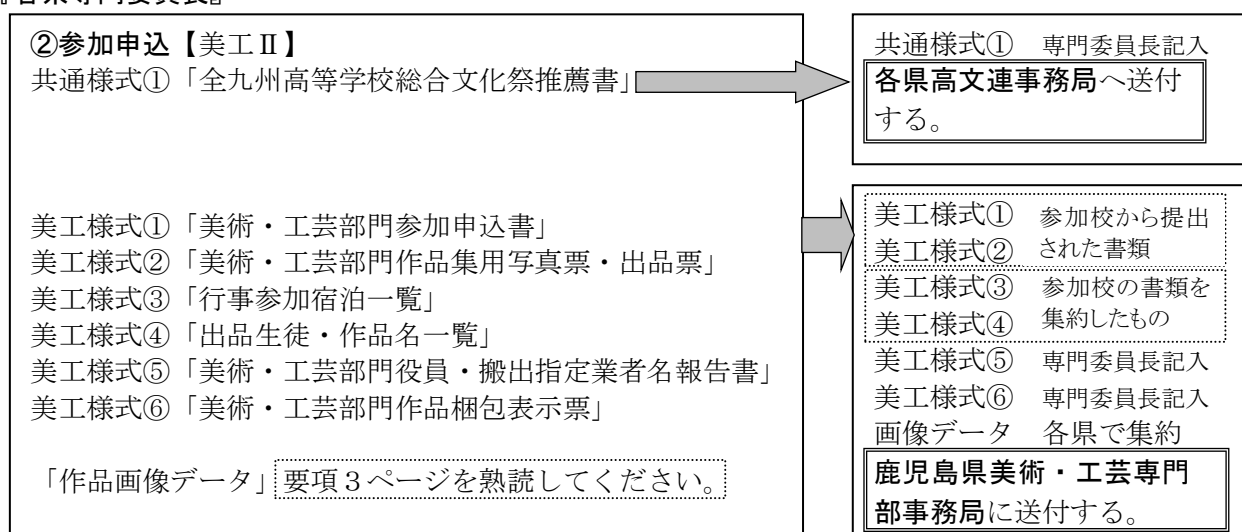 『各県専門委員長』
②参加申込【美工Ⅱ】
共通様式①「全九州高等学校総合文化祭推薦書」
美工様式①「美術・工芸部門参加申込書」
美工様式②「美術・工芸部門作品集用写真票・出品票」
美工様式③「行事参加宿泊一覧」
美工様式④「出品生徒・作品名一覧」
美工様式⑤「美術・工芸部門役員・搬出指定業者名報告書」
美工様式⑥「美術・工芸部門作品梱包表示票」
「作品画像データ」要項3ページを熟読してください。
共通様式① 専門委員長記入
各県高文連事務局へ送付
する。
美工様式① 参加校から提出
美工様式② された書類
美工様式③ 参加校の書類を
美工様式④ 集約したもの
美工様式⑤ 専門委員長記入
美工様式⑥ 専門委員長記入
画像データ 各県で集約
鹿児島県美術・工芸専門
部事務局に送付する。